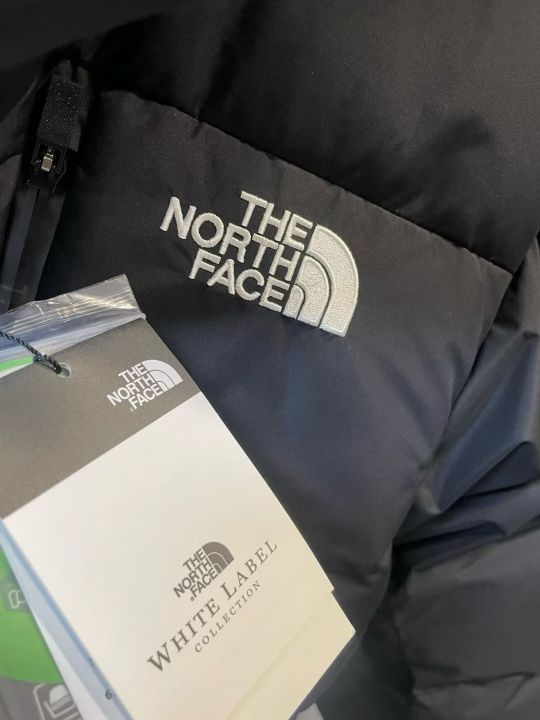 THE
NORTH
FACE
THE
NORTH
FACE
THE
NORTH
FACE
WHITE LABEL
COLLECTION